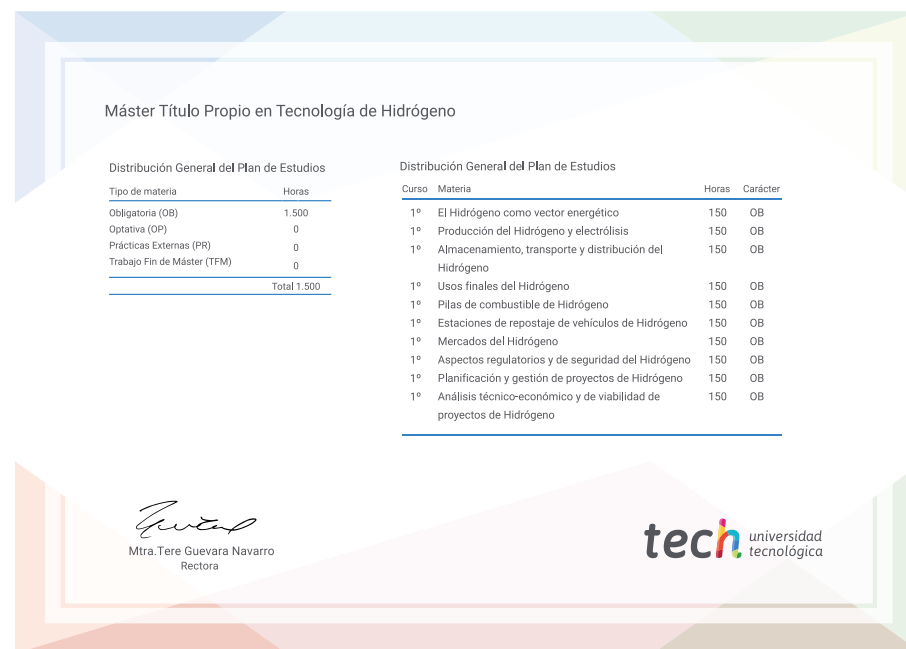 Máster Título Propio en Tecnología de Hidrógeno
Distribución General del Plan de Estudios
Tipo de materia Horas
Obligatoria (OB) 1.500
Optativa (OP) 0
Prácticas Externas (PR) 0
Trabajo Fin de Máster (TFM) 0
Total 1.500
Distribución General del Plan de Estudios
Curso Materia Horas Carácter
1º El Hidrógeno como vector energético 150 OB
1º Producción del Hidrógeno y electrólisis 150 OB
1º Almacenamiento, transporte y distribución del 150 OB
Hidrógeno
1º Usos finales del Hidrógeno 150 OB
1º Pilas de combustible de Hidrógeno 150 OB
1º Estaciones de repostaje de vehículos de Hidrógeno 150 OB
1º Mercados del Hidrógeno 150 OB
1º Aspectos regulatorios y de seguridad del Hidrógeno 150 OB
1º Planificación y gestión de proyectos de Hidrógeno 150 OB
1º Análisis técnico-económico y de viabilidad de 150 OB
proyectos de Hidrógeno
Mtra.Tere Guevara Navarro
Rectora
tech universidad
tecnológica